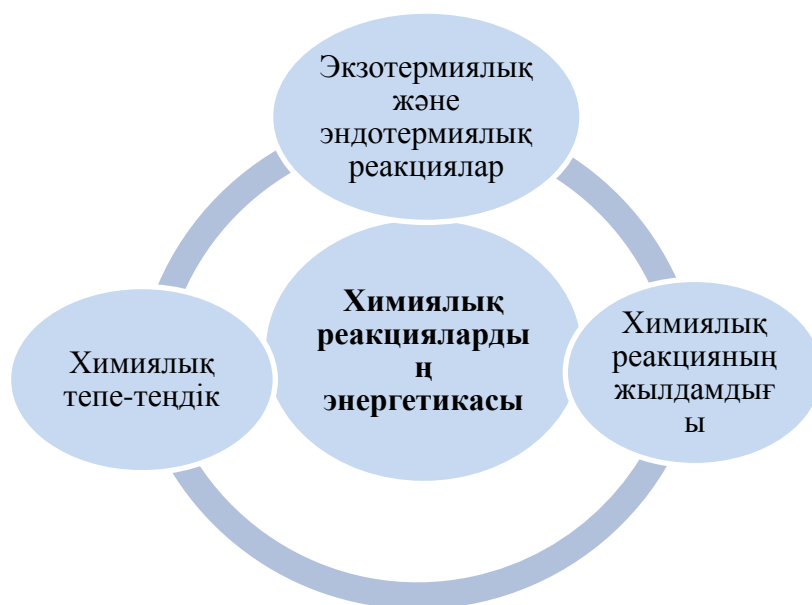 Экзотермиялық
және
эндотермиялық
реакциялар
Химиялық
реакцияларды
ң
энергетикасы
Химиялық
реакцияның
жылдамдығ
ы
Химиялық
тепе-теңдік